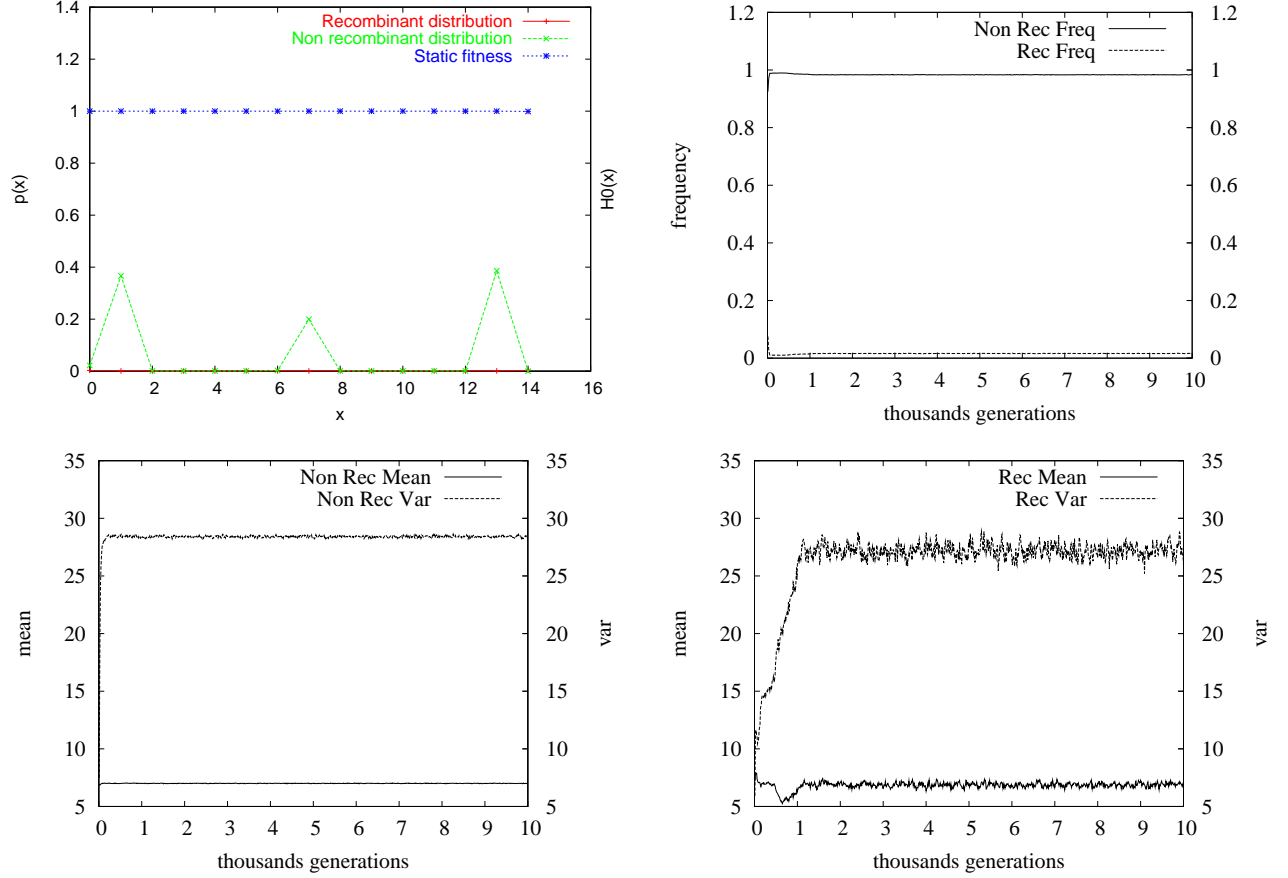 Recombinant distribution
Non recombinant distribution
Static fitness
1.4
1.2
1
0.8
0.6
0.4
0.2
0
p(x)
H0(x)
0 2 4 6 8 10 12 14 16
x
Non Rec Freq
Rec Freq
1.2 1.2
1 1
0.8 0.8
0.6 0.6
0.4 0.4
0.2 0.2
0 0
frequency
0 1 2 3 4 5 6 7 8 9 10
thousands generations
Non Rec Mean
Non Rec Var
35 35
30 30
25 25
20 20
15 15
10 10
5 5
mean
var
0 1 2 3 4 5 6 7 8 9 10
thousands generations
Rec Mean
Rec Var
35 35
30 30
25 25
20 20
15 15
10 10
5 5
mean
var
0 1 2 3 4 5 6 7 8 9 10
thousands generations